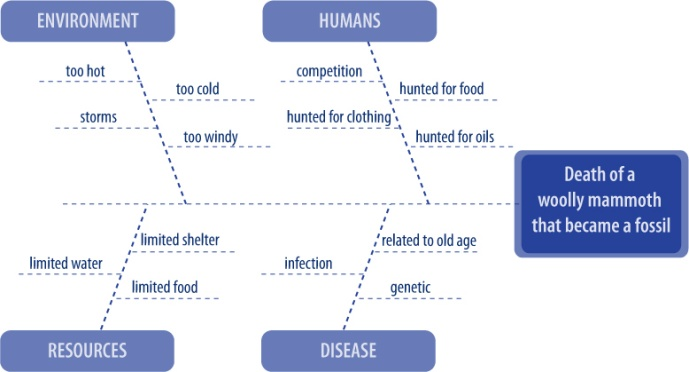 ENVIRONMENT
too hot
too cold
storms
too windy
HUMANS
competition
hunted for food
hunted for clothing
hunted for oils
Death of a
woolly mammoth
that became a fossil
limited shelter
limited water
limited food
RESOURCES
related to old age
infection
genetic
DISEASE